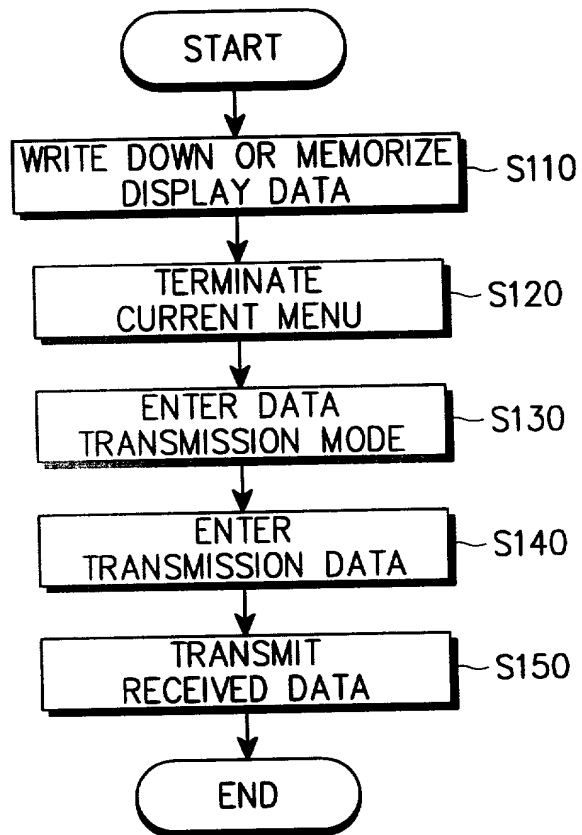 START
WRITE DOWN OR MEMORIZE
DISPLAY DATA
S110
TERMINATE
CURRENT MENU
S120
ENTER DATA
TRANSMISSION MODE
S130
ENTER
TRANSMISSION DATA
S140
TRANSMIT
RECEIVED DATA
S150
END